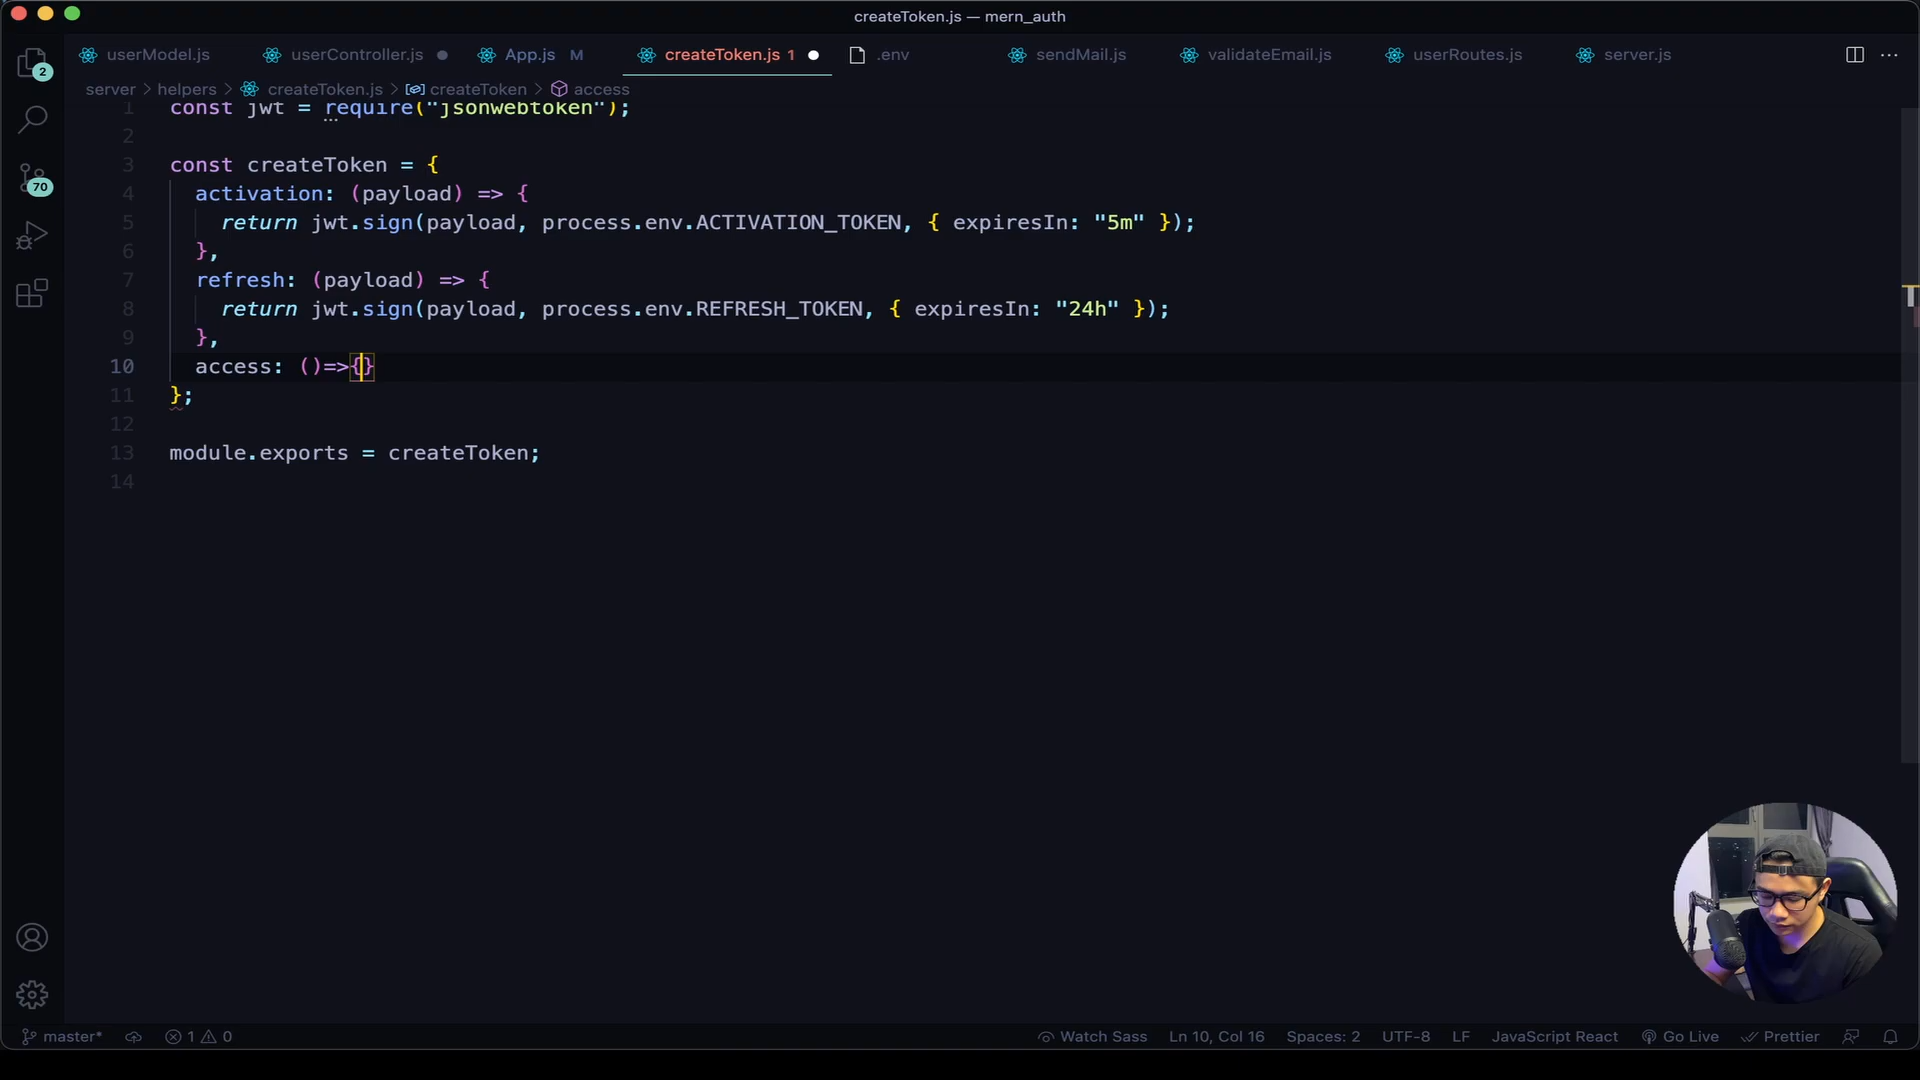 createToken.js — mern_auth
userModel.js userController.js App.js M createToken.js 1 .env sendMail.js validateEmail.js userRoutes.js server.js
2
server > helpers > createToken.js > createToken > access
1 const jwt = require("jsonwebtoken");
2
3 const createToken = {
70
4 activation: (payload) => {
5 return jwt.sign(payload, process.env.ACTIVATION_TOKEN, { expiresIn: "5m" });
6 },
7 refresh: (payload) => {
8 return jwt.sign(payload, process.env.REFRESH_TOKEN, { expiresIn: "24h" });
9 },
10 access: ()=>{}
11 };
12
13 module.exports = createToken;
14
master* 1 0 Watch Sass Ln 10, Col 16 Spaces: 2 UTF-8 LF JavaScript React Go Live Prettier